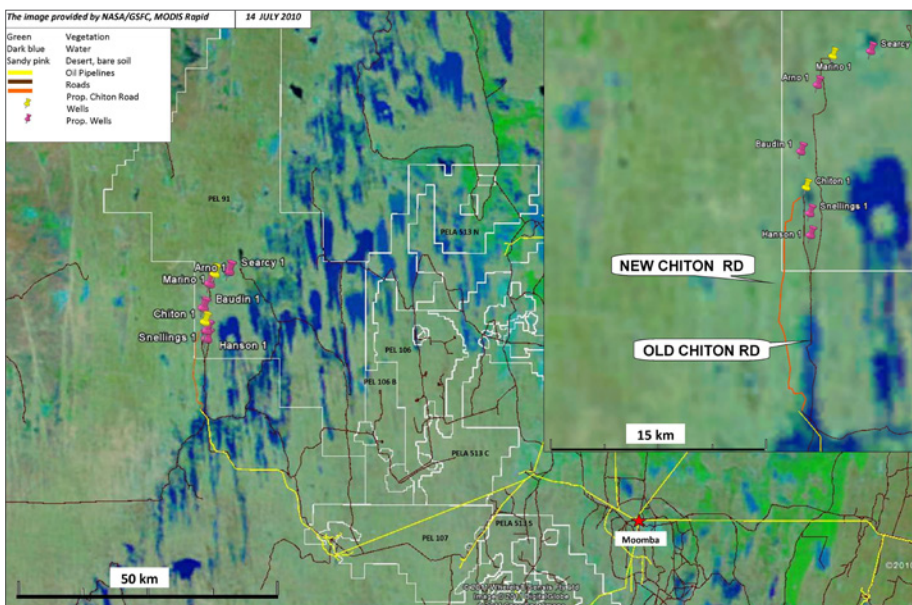 The image provided by NASA/GSFC, MODIS Rapid 14 JULY 2010
Green Vegetation
Dark blue Water
Sandy pink Desert, bare soil
Oil Pipelines
Roads
Prop. Chiton Road
Wells
Prop. Wells
PEL 91
PELA 513 N
Arno 1
Searcy 1
Marino 1
Baudin 1
Chiton 1
Snellings 1
Hanson 1
PEL 106
PEL 106 B
PELA 513 C
PELA 513 S
PEL 107
Moomba
50 km
Searcy
Marino 1
Arno 1
Baudin 1
Chiton 1
Snellings 1
Hanson 1
NEW CHITON RD
OLD CHITON RD
15 km